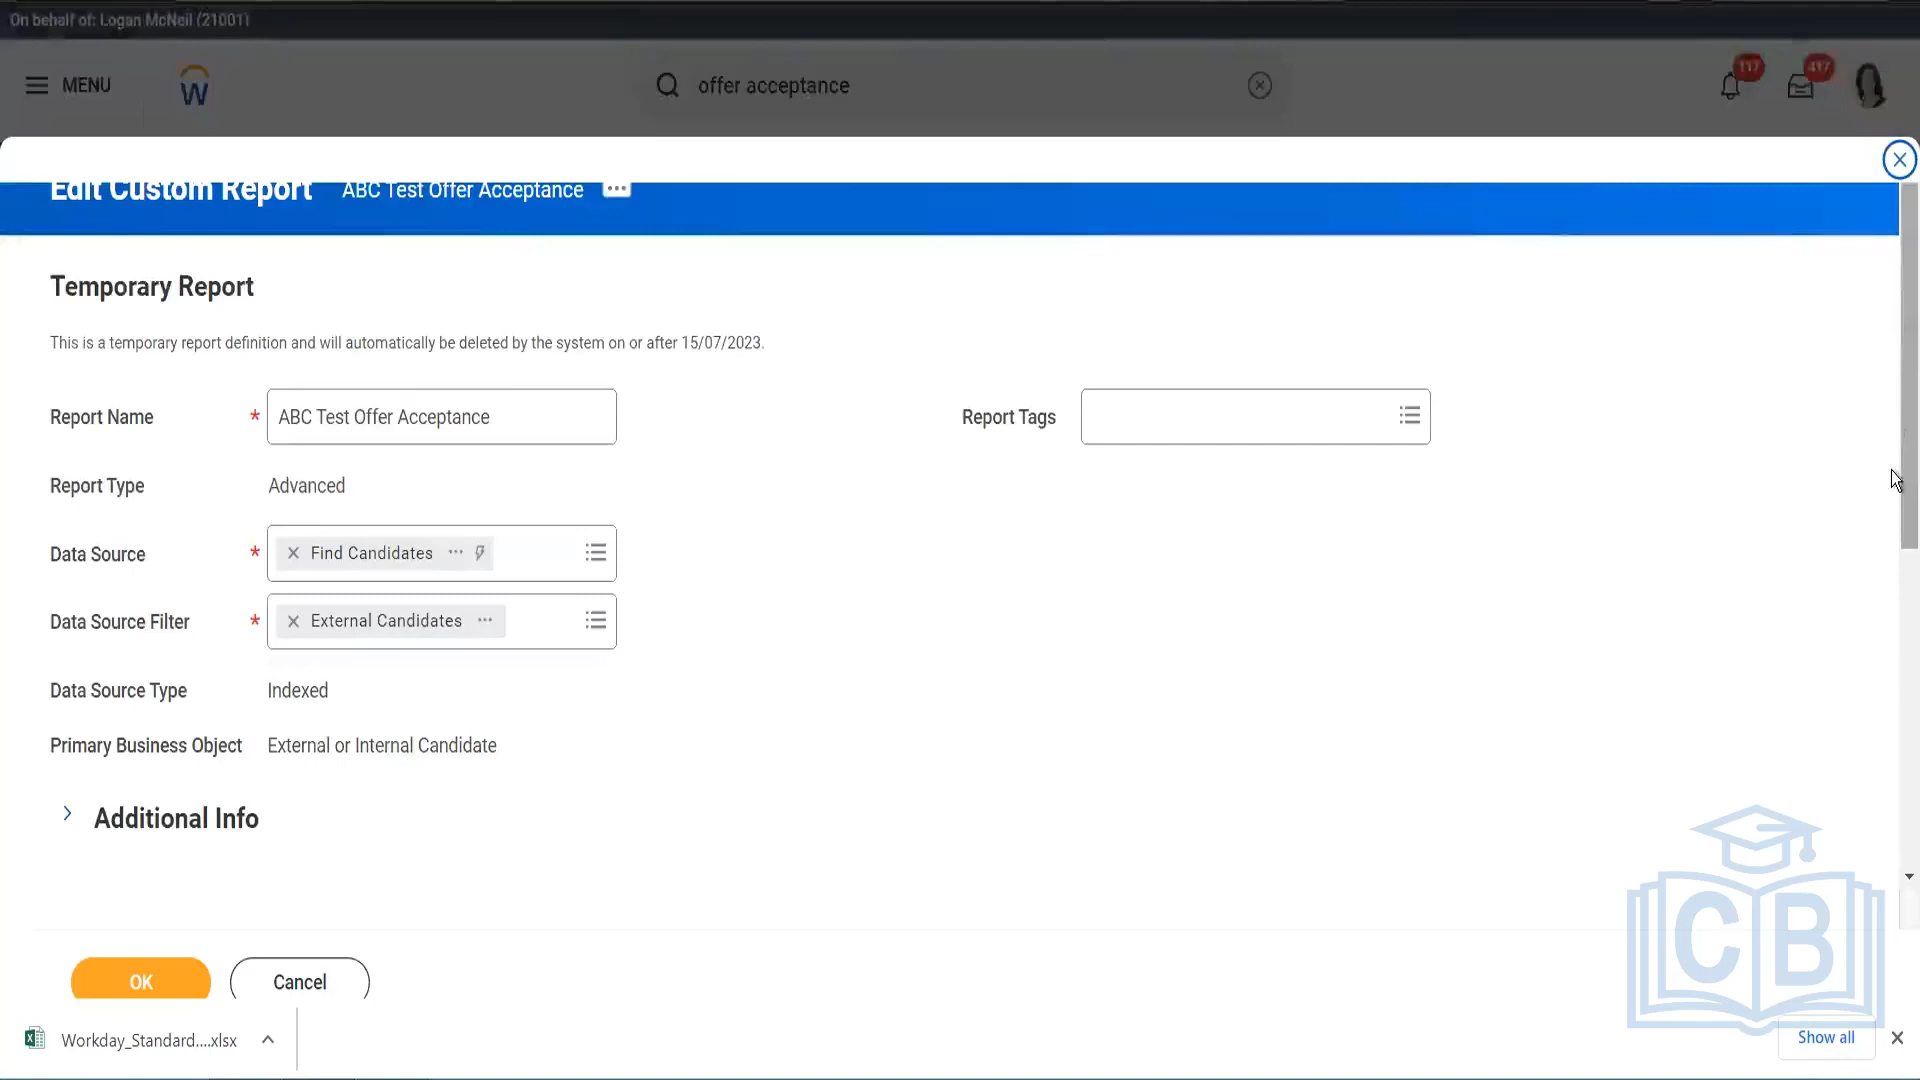 On behalf of: Logan McNeil (21001)
MENU
W
offer acceptance
117
417
Edit Custom Report ABC Test Offer Acceptance
Temporary Report
This is a temporary report definition and will automatically be deleted by the system on or after 15/07/2023.
Report Name * ABC Test Offer Acceptance
Report Tags
Report Type Advanced
Data Source * Find Candidates
Data Source Filter * External Candidates
Data Source Type Indexed
Primary Business Object External or Internal Candidate
Additional Info
CB
OK Cancel
Workday_Standard....xlsx
Show all